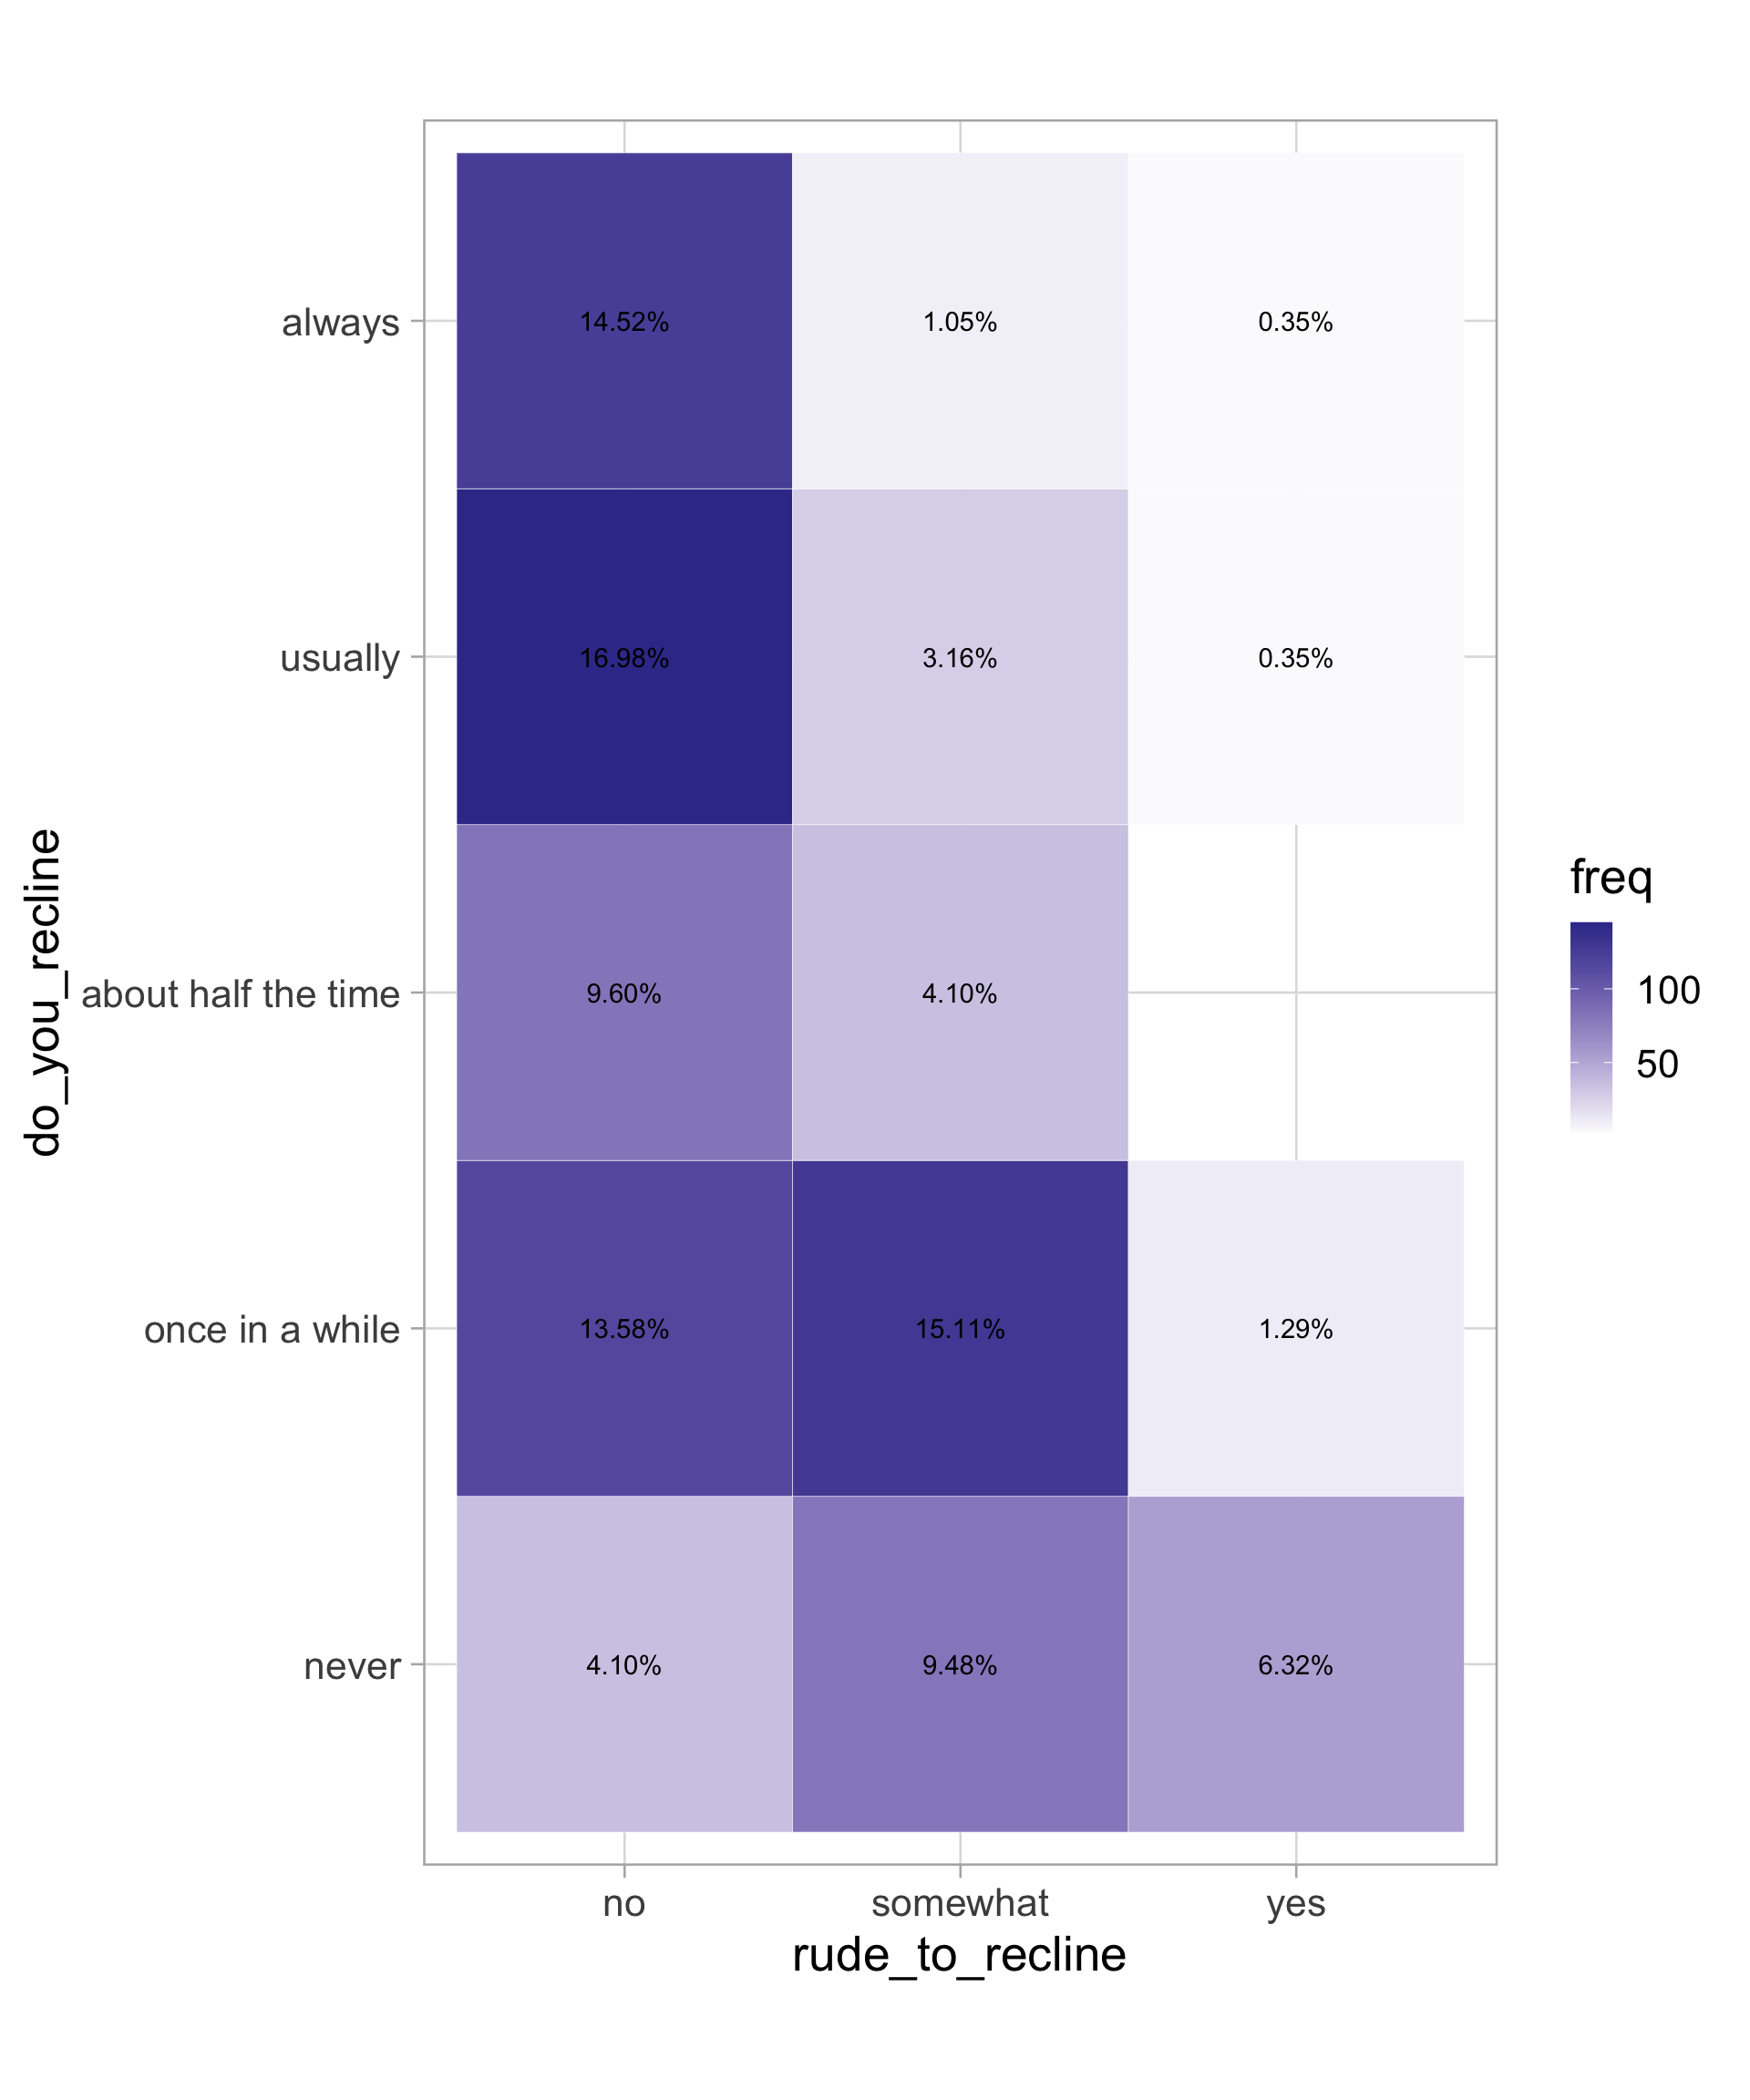 always
14.52% 1.05% 0.35%
usually
16.98% 3.16% 0.35%
do_you_recline
about half the time
9.60% 4.10%
once in a while
13.58% 15.11% 1.29%
never
4.10% 9.48% 6.32%
no somewhat yes
rude_to_recline
freq
100
50